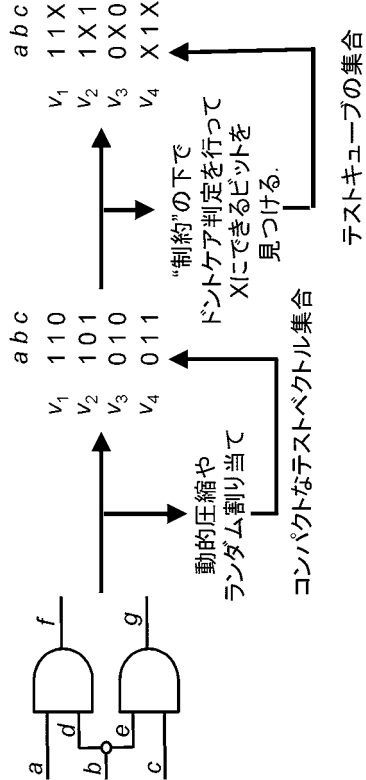 a
b
c
d
e
f
g
動的圧縮や
ランダム割り当て
コンパクトなテストベクトル集合
a b c
v1 1 1 0
v2 1 0 1
v3 0 1 0
v4 0 1 1
"制約"の下で
ドントケア判定を行って
Xにできるビットを
見つける.
テストキューブの集合
a b c
v1 1 1 X
v2 1 X 1
v3 0 X 0
v4 X 1 X